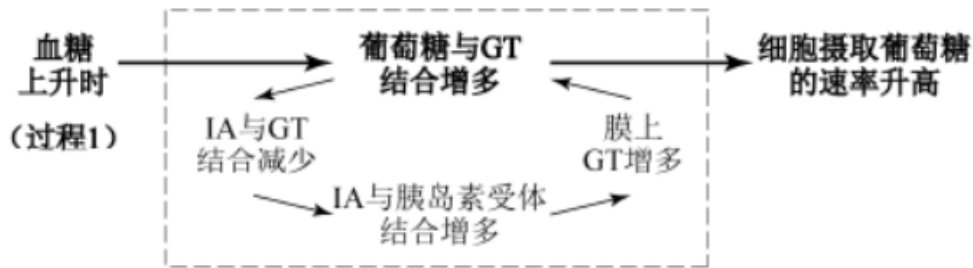 血糖
上升时
（过程1）
葡萄糖与GT
结合增多
细胞摄取葡萄糖
的速率升高
IA与GT
结合减少
膜上
GT增多
IA与胰岛素受体
结合增多